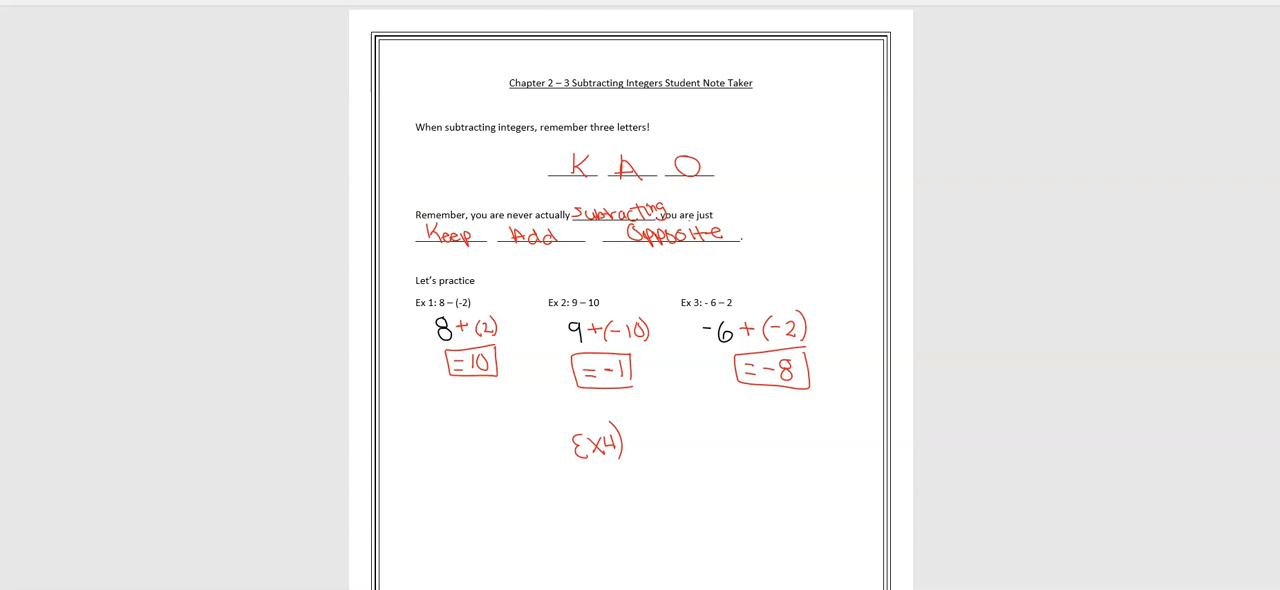 Chapter 2 – 3 Subtracting Integers Student Note Taker
When subtracting integers, remember three letters!
K A O
Remember, you are never actually subtracting, you are just
Keep Add Opposite.
Let's practice
Ex 1: 8 – (-2) Ex 2: 9 – 10 Ex 3: - 6 – 2
8 + (2) 9 + (-10) -6 + (-2)
= 10 = -1 = -8
Ex4)